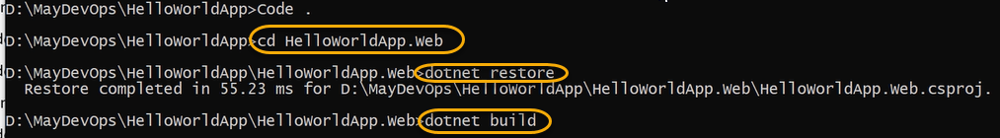 D:\MayDevOps\HelloWorldApp>Code .
D:\MayDevOps\HelloWorldApp>cd HelloWorldApp.Web
D:\MayDevOps\HelloWorldApp\HelloWorldApp.Web>dotnet restore
Restore completed in 55.23 ms for D:\MayDevOps\HelloWorldApp\HelloWorldApp.Web\HelloWorldApp.Web.csproj.
D:\MayDevOps\HelloWorldApp\HelloWorldApp.Web>dotnet build